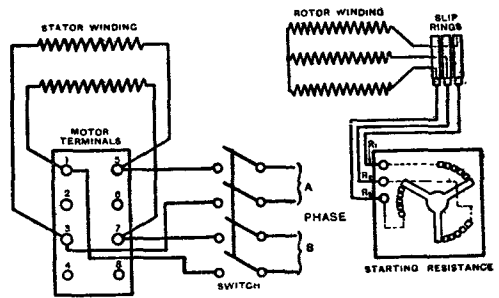 STATOR WINDING
ROTOR WINDING
SLIP
RINGS
MOTOR
TERMINALS
1 5
2 6
3 7
4 8
A
PHASE
B
SWITCH
R1
R2
R3
STARTING RESISTANCE